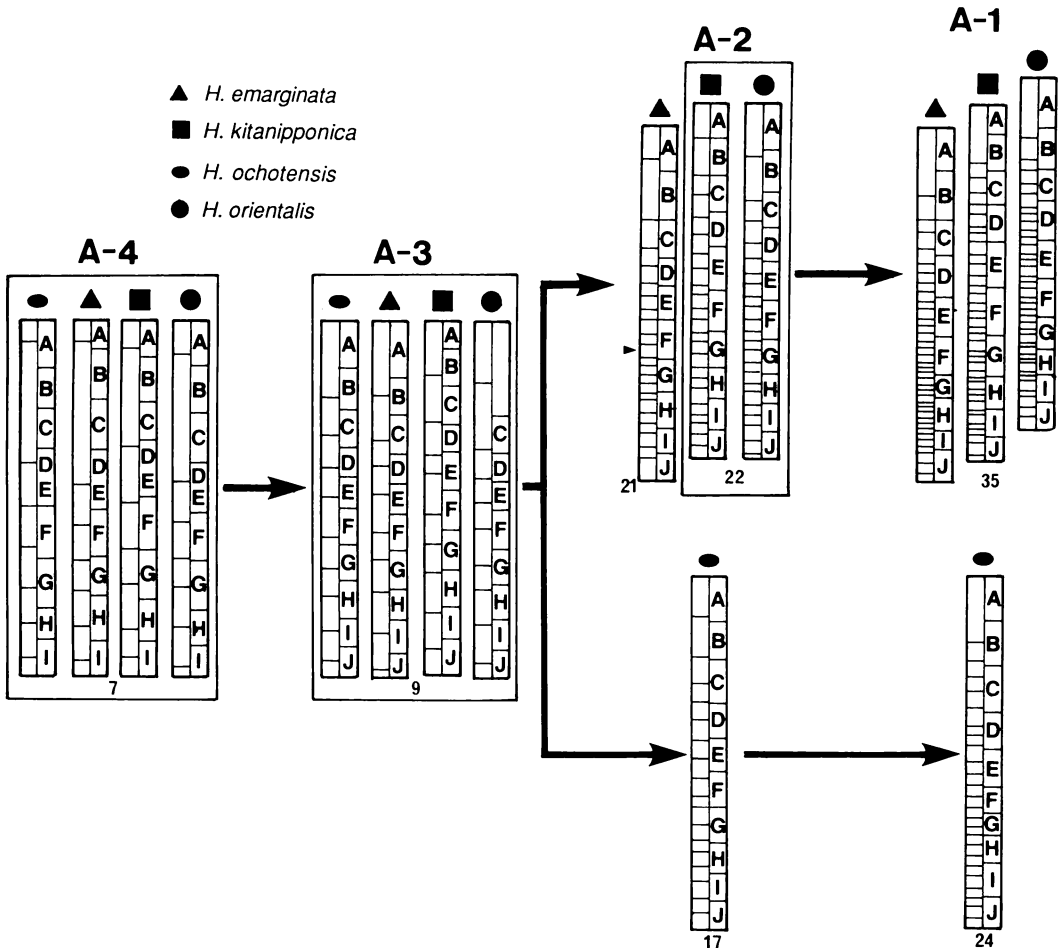 A-2
A-1
H. emarginata
H. kitanipponica
H. ochotensis
H. orientalis
A-4
A-3
A B C D E F G H I
A B C D E F G H I
A B C D E F G H I
A B C D E F G H I
7
A B C D E F G H I J
A B C D E F G H I J
A B C D E F G H I J
C D E F G H I J
9
A B C D E F G H I J
21
A B C D E F G H I J
A B C D E F G H I J
22
A B C D E F G H I J
A B C D E F G H I J
35
A B C D E F G H I J
A B C D E F G H I J
17
A B C D E F G H I J
24